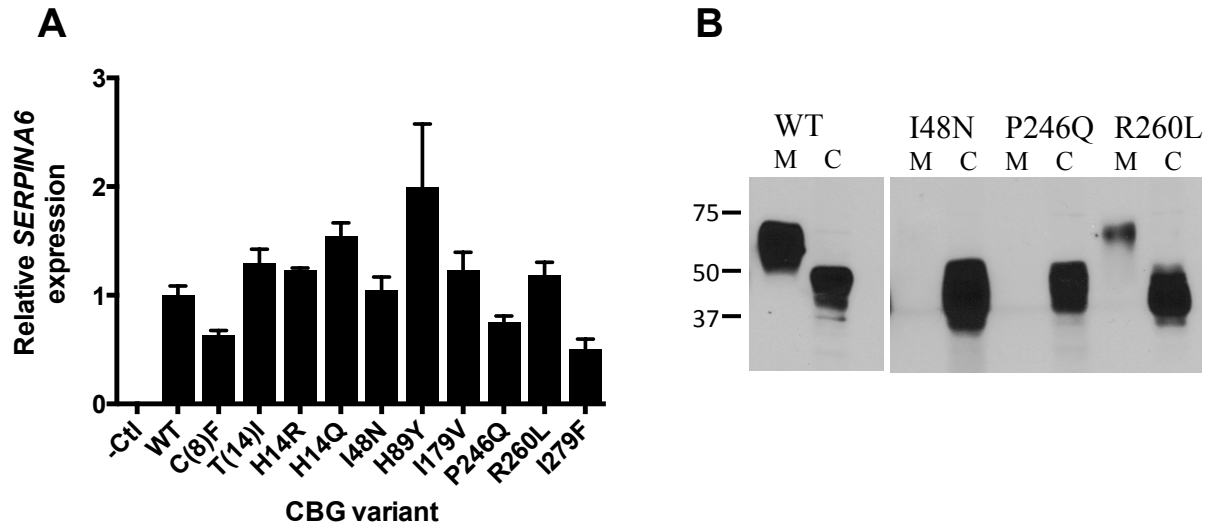 A
B
Relative SERPINA6
expression
3
2
1
0
-Ctl
WT
C(8)F
T(14)I
H14R
H14Q
I48N
H89Y
I179V
P246Q
R260L
I279F
CBG variant
WT
I48N
P246Q
R260L
M
C
M
C
M
C
M
C
75
50
37